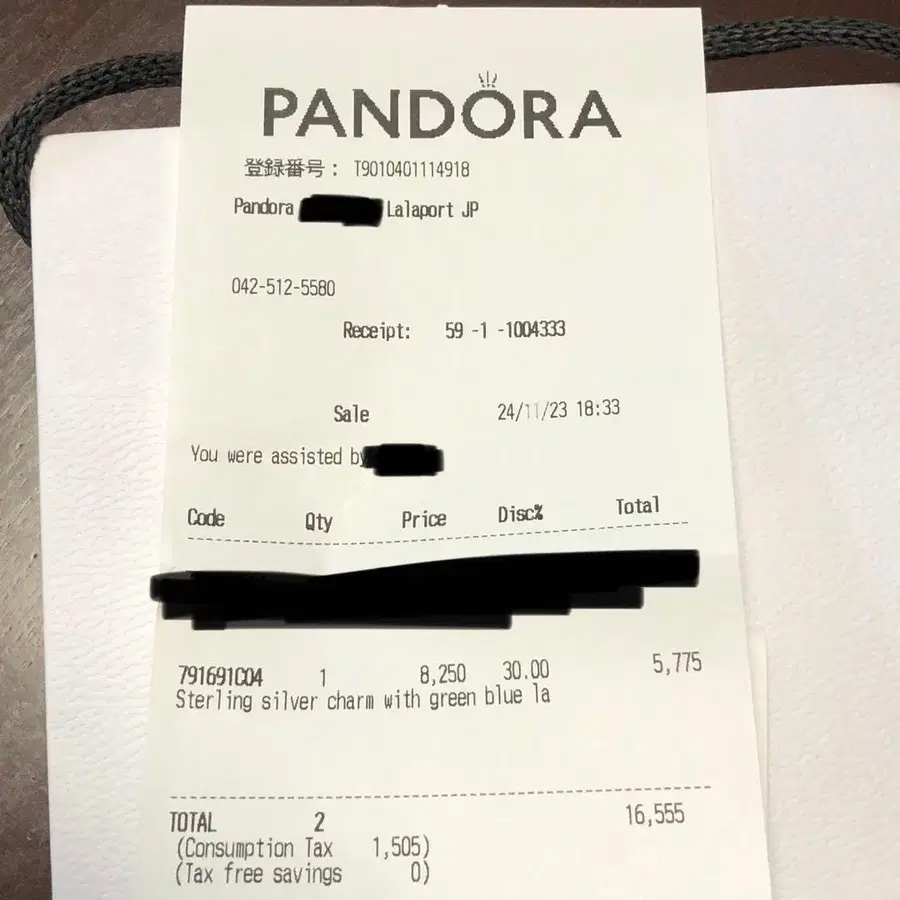 PANDORA
登録番号： T9010401114918
Pandora Lalaport JP
042-512-5580
Receipt: 59 -1 -1004333
Sale 24/11/23 18:33
You were assisted by
Code Qty Price Disc% Total
791691C04 1 8,250 30.00 5,775
Sterling silver charm with green blue la
TOTAL 2 16,555
(Consumption Tax 1,505)
(Tax free savings 0)